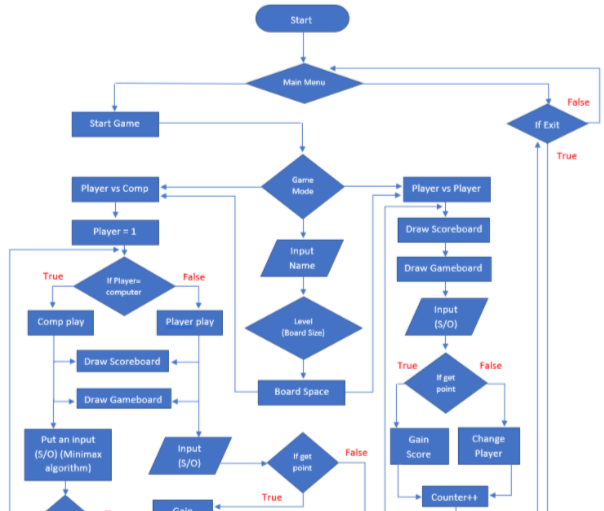 Start
Main Menu
False
Start Game
If Exit
True
Game
Mode
Player vs Comp
Player vs Player
Player = 1
Draw Scoreboard
Input
Name
Draw Gameboard
True
If Player=
computer
False
Comp play
Player play
Input
(S/O)
Level
(Board Size)
Draw Scoreboard
True
If get
point
False
Board Space
Draw Gameboard
Put an input
(S/O) (Minimax
algorithm)
Input
(S/O)
If get
point
False
Gain
Score
Change
Player
True
Counter++
Gain